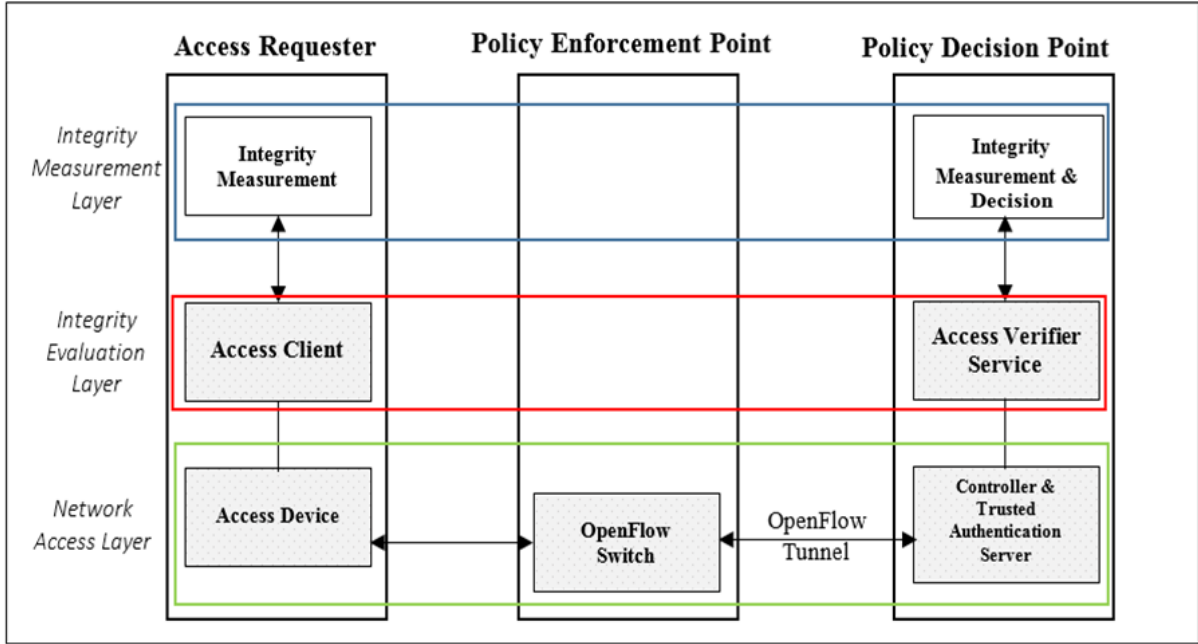 Access Requester
Policy Enforcement Point
Policy Decision Point
Integrity
Measurement
Layer
Integrity
Measurement
Integrity
Measurement &
Decision
Integrity
Evaluation
Layer
Access Client
Access Verifier
Service
Network
Access Layer
Access Device
OpenFlow
Switch
OpenFlow
Tunnel
Controller &
Trusted
Authentication
Server